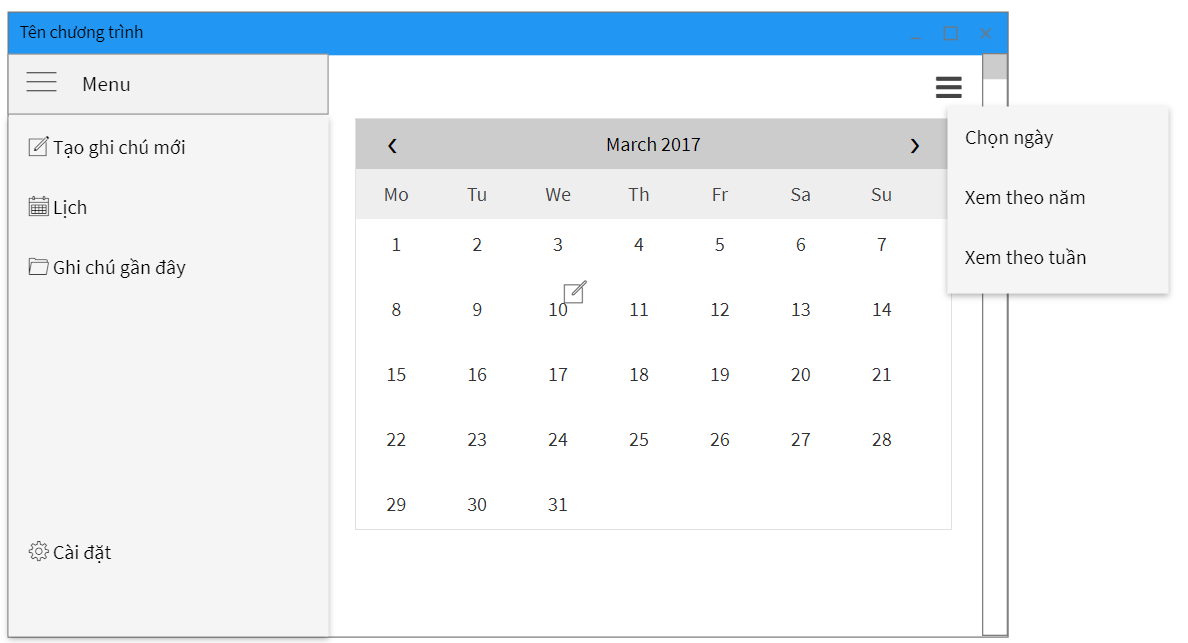 Tên chương trình
Menu
Tạo ghi chú mới
Lịch
Ghi chú gần đây
Cài đặt
March 2017
Mo Tu We Th Fr Sa Su
1 2 3 4 5 6 7
8 9 10 11 12 13 14
15 16 17 18 19 20 21
22 23 24 25 26 27 28
29 30 31
Chọn ngày
Xem theo năm
Xem theo tuần